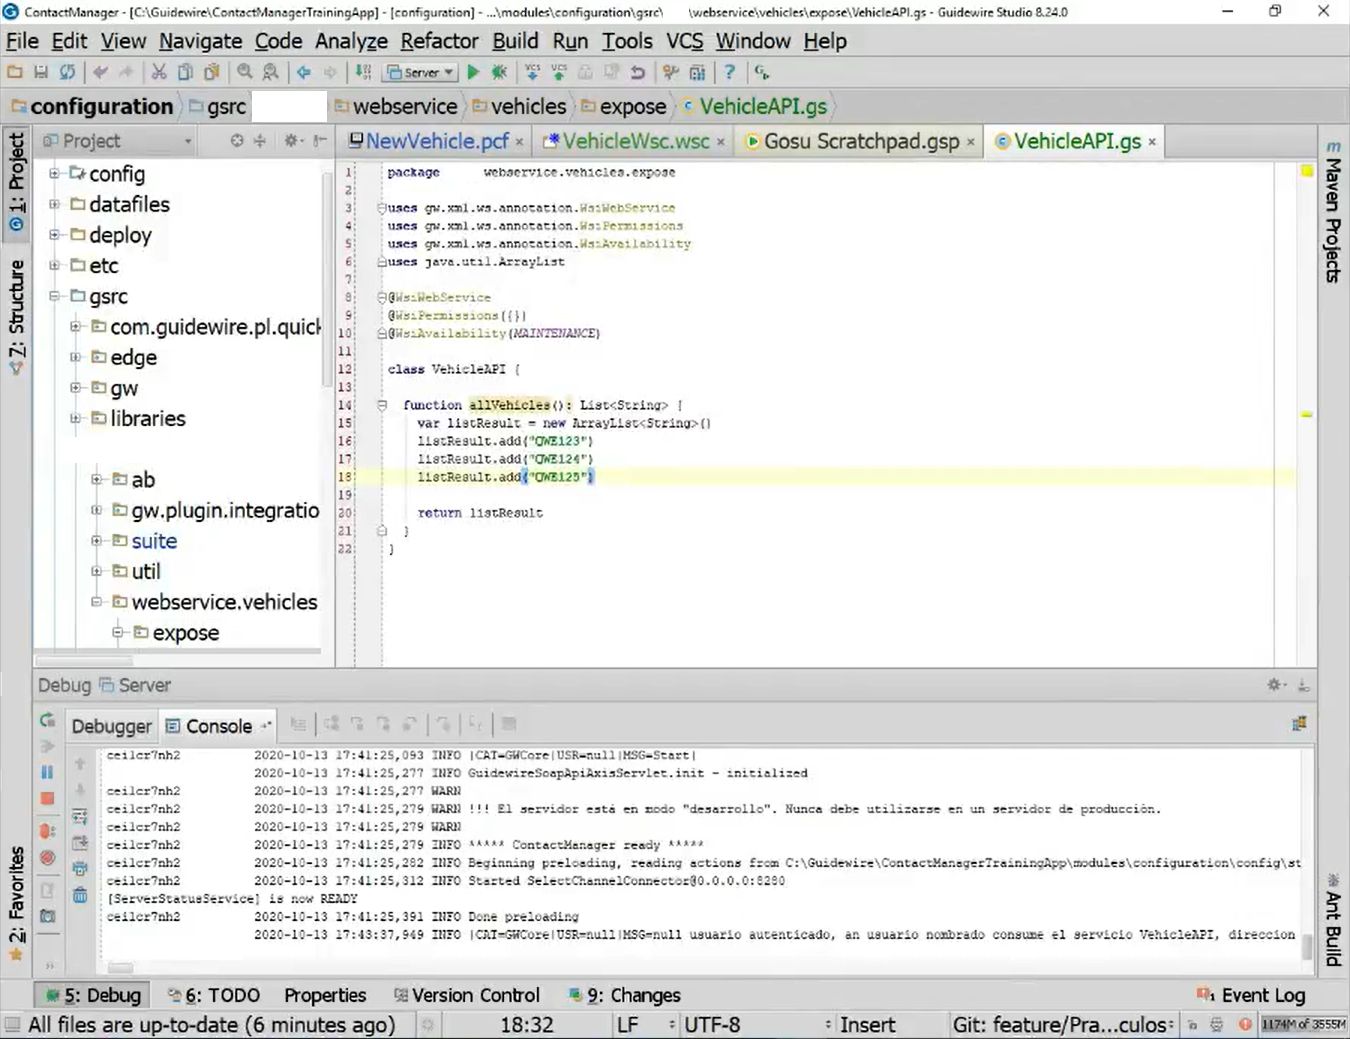 ContactManager - [C:\Guidewire\ContactManagerTrainingApp] - [configuration] - ...\modules\configuration\gsrc\ \webservice\vehicles\expose\VehicleAPI.gs - Guidewire Studio 8.24.0
File Edit View Navigate Code Analyze Refactor Build Run Tools VCS Window Help
Server
configuration gsrc webservice vehicles expose VehicleAPI.gs
1: Project
7: Structure
2: Favorites
Project
config
datafiles
deploy
etc
gsrc
com.guidewire.pl.quick
edge
gw
libraries
ab
gw.plugin.integratio
suite
util
webservice.vehicles
expose
NewVehicle.pcf VehicleWsc.wsc Gosu Scratchpad.gsp VehicleAPI.gs
1 package webservice.vehicles.expose
2
3 uses gw.xml.ws.annotation.WsiWebService
4 uses gw.xml.ws.annotation.WsiPermissions
5 uses gw.xml.ws.annotation.WsiAvailability
6 uses java.util.ArrayList
7
8 @WsiWebService
9 @WsiPermissions({})
10 @WsiAvailability(MAINTENANCE)
11
12 class VehicleAPI {
13
14 function allVehicles(): List<String> {
15 var listResult = new ArrayList<String>()
16 listResult.add("QWE123")
17 listResult.add("QWE124")
18 listResult.add("QWE125")
19
20 return listResult
21 }
22 }
Maven Projects
Ant Build
Debug Server
Debugger Console
ceilcr7nh2 2020-10-13 17:41:25,093 INFO |CAT=GWCore|USR=null|MSG=Start|
2020-10-13 17:41:25,277 INFO GuidewireSoapApiAxisServlet.init - initialized
ceilcr7nh2 2020-10-13 17:41:25,277 WARN
ceilcr7nh2 2020-10-13 17:41:25,279 WARN !!! El servidor está en modo "desarrollo". Nunca debe utilizarse en un servidor de producción.
ceilcr7nh2 2020-10-13 17:41:25,279 WARN
ceilcr7nh2 2020-10-13 17:41:25,279 INFO ***** ContactManager ready *****
ceilcr7nh2 2020-10-13 17:41:25,282 INFO Beginning preloading, reading actions from C:\Guidewire\ContactManagerTrainingApp\modules\configuration\config\st
ceilcr7nh2 2020-10-13 17:41:25,312 INFO Started SelectChannelConnector@0.0.0.0:8280
[ServerStatusService] is now READY
ceilcr7nh2 2020-10-13 17:41:25,391 INFO Done preloading
2020-10-13 17:43:37,949 INFO |CAT=GWCore|USR=null|MSG=null usuario autenticado, an usuario nombrado consume el servicio VehicleAPI, direccion
5: Debug 6: TODO Properties Version Control 9: Changes Event Log
All files are up-to-date (6 minutes ago) 18:32 LF UTF-8 Insert Git: feature/Pra...culos 1174M of 3555M